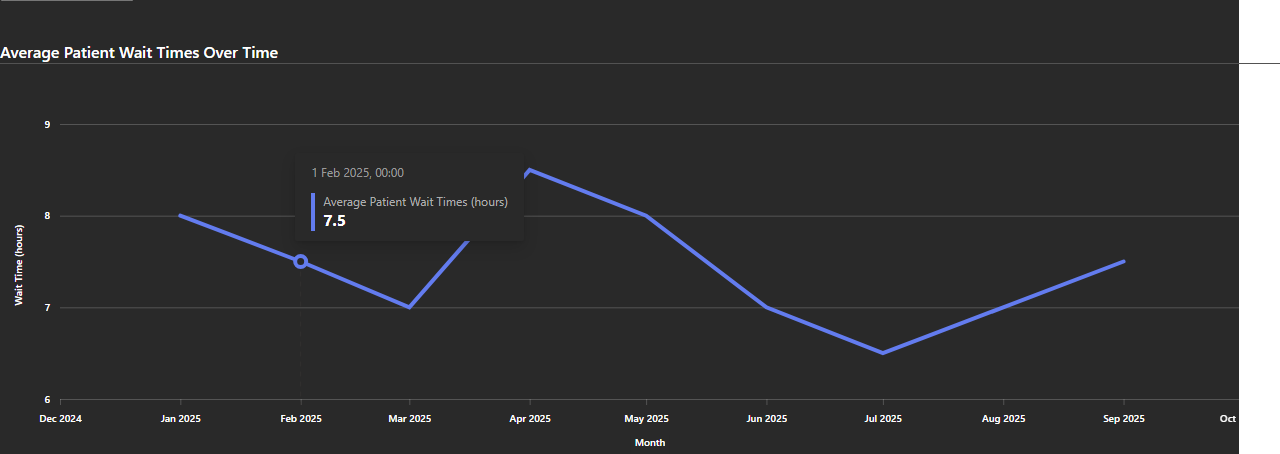 Average Patient Wait Times Over Time
9
1 Feb 2025, 00:00
Average Patient Wait Times (hours)
7.5
8
Wait Time (hours)
7
6
Dec 2024 Jan 2025 Feb 2025 Mar 2025 Apr 2025 May 2025 Jun 2025 Jul 2025 Aug 2025 Sep 2025 Oct
Month